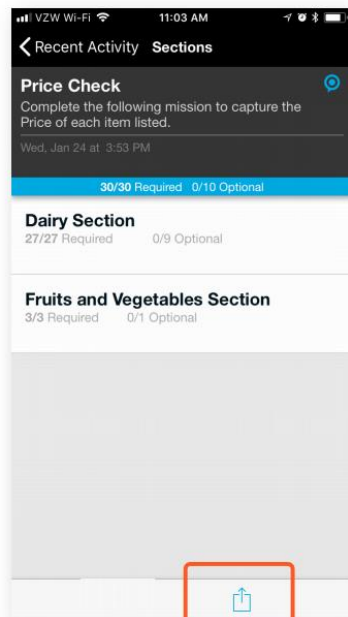 VZW Wi-Fi 11:03 AM
Recent Activity Sections
Price Check
Complete the following mission to capture the
Price of each item listed.
Wed, Jan 24 at 3:53 PM
30/30 Required 0/10 Optional
Dairy Section
27/27 Required 0/9 Optional
Fruits and Vegetables Section
3/3 Required 0/1 Optional